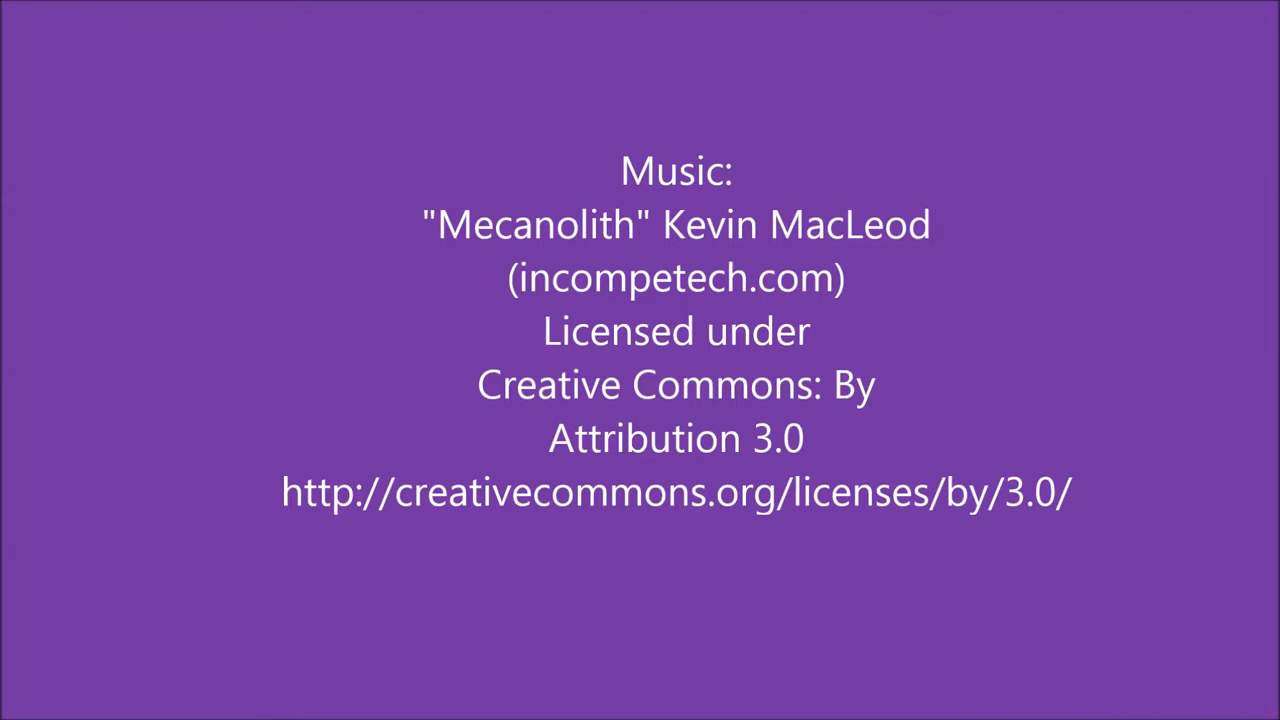 Music:
"Mecanolith" Kevin MacLeod
(incompetech.com)
Licensed under
Creative Commons: By
Attribution 3.0
http://creativecommons.org/licenses/by/3.0/